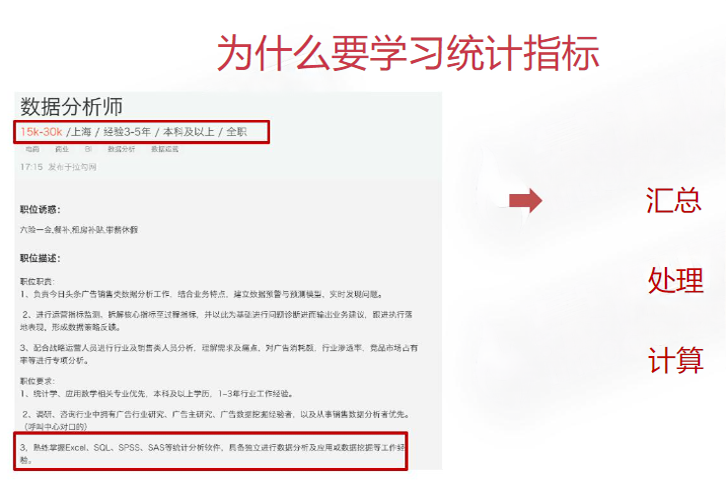 为什么要学习统计指标
数据分析师
15k-30k /上海 / 经验3-5年 / 本科及以上 / 全职
电商 商业 数据分析 数据运营
17:15 发布于拉勾网
职位诱惑：
六险一金,餐补,租房补贴,带薪休假
职位描述：
职位职责：
1、负责今日头条广告销售类数据分析工作，结合业务特点，建立数据预警与预测模型，实时发现问题。
2、进行运营指标监测、拆解核心指标至过程指标，并以此为基础进行问题诊断进而输出业务建议，跟进执行落
地表现，形成数据策略反馈。
3、配合战略运营人员进行行业及销售类人员分析，理解需求及痛点，对广告消耗额，行业渗透率，竞品市场占有
率等进行专项分析。
职位要求：
1、统计学、应用数学相关专业优先，本科及以上学历，1-3年行业工作经验。
2、调研、咨询行业中拥有广告行业研究、广告主研究、广告数据挖掘经验者，以及从事销售数据分析者优先。
（呼叫中心对口的）
3、熟练掌握Excel、SQL、SPSS、SAS等统计分析软件，具备独立进行数据分析及应用或数据挖掘等工作经
验。
汇总
处理
计算